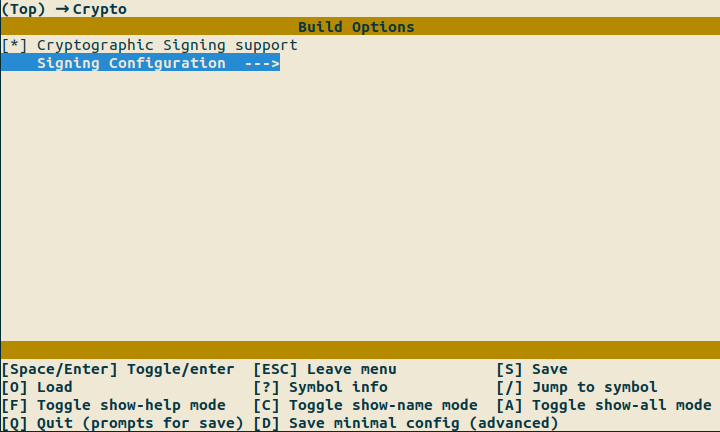 (Top) → Crypto
Build Options
[*] Cryptographic Signing support
Signing Configuration  --->
[Space/Enter] Toggle/enter  [ESC] Leave menu  [S] Save
[O] Load  [?] Symbol info  [/] Jump to symbol
[F] Toggle show-help mode  [C] Toggle show-name mode  [A] Toggle show-all mode
[Q] Quit (prompts for save)  [D] Save minimal config (advanced)